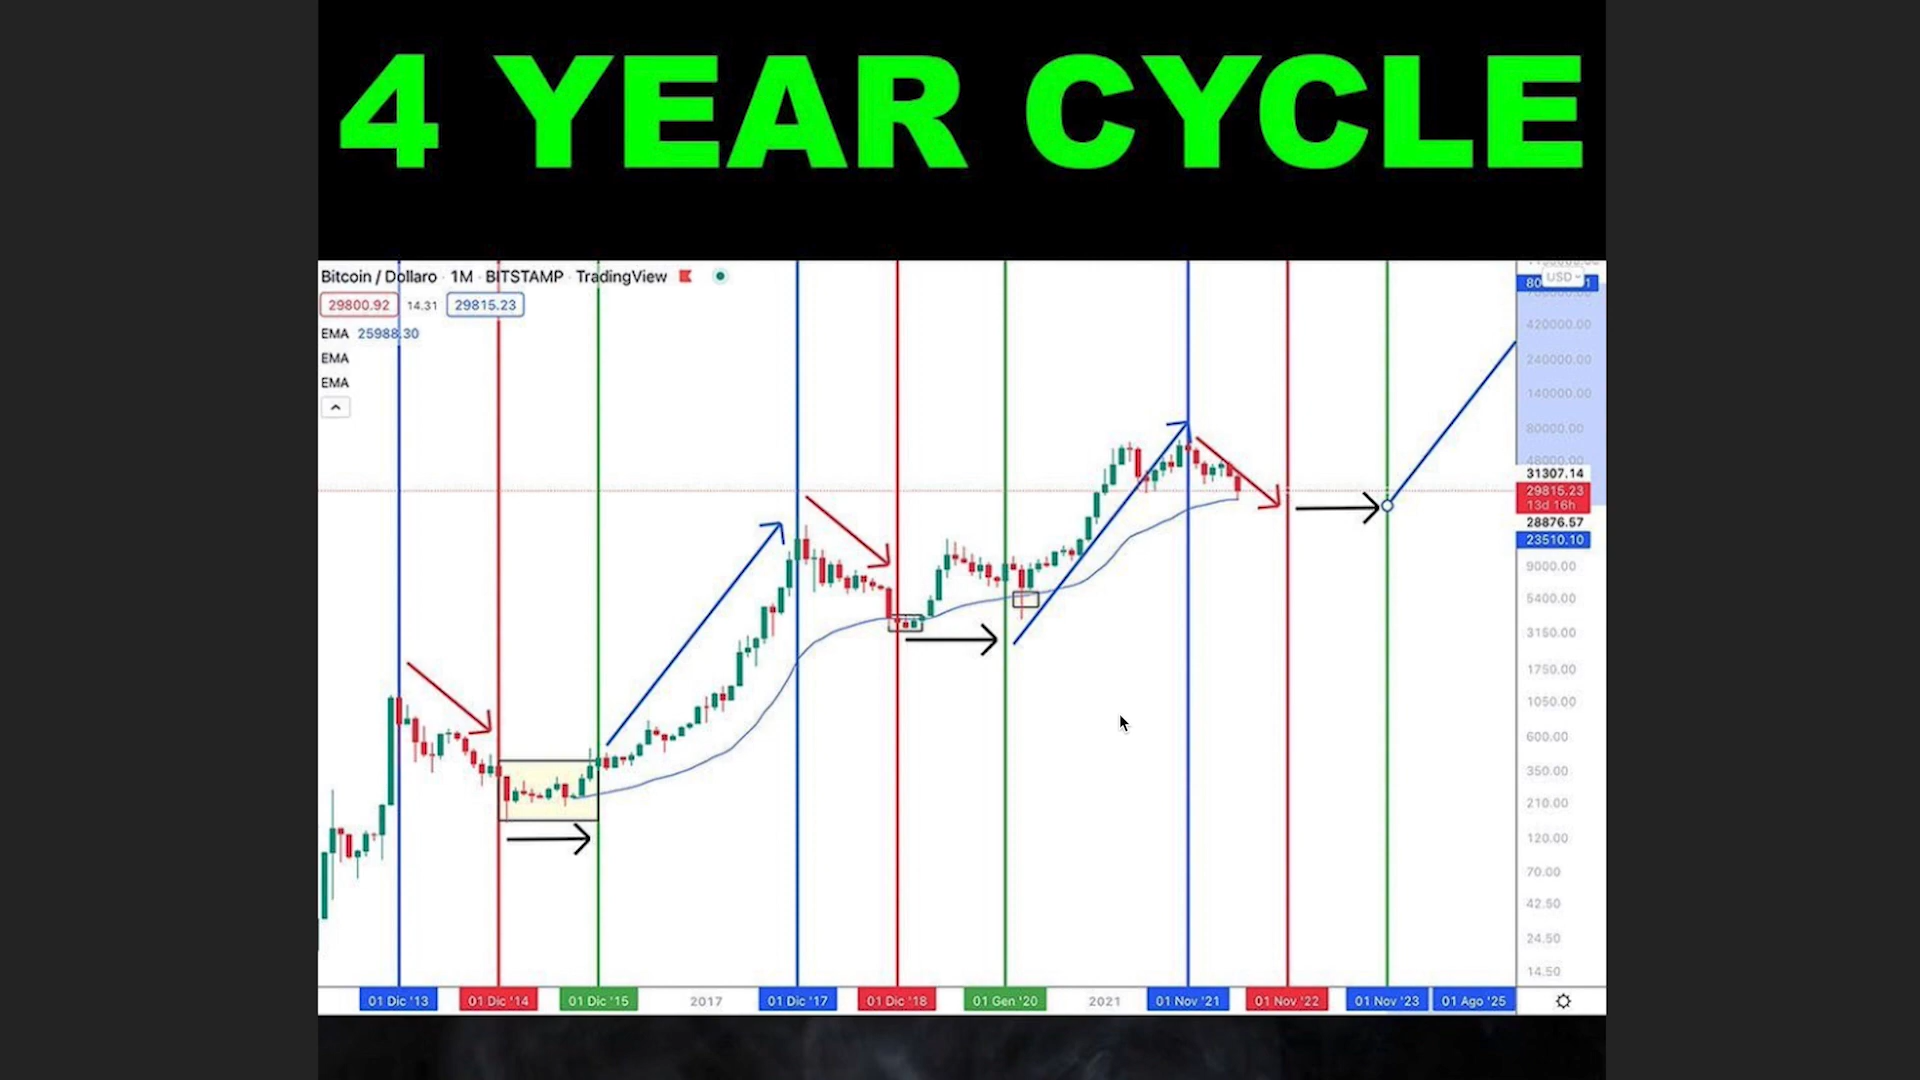 4 YEAR CYCLE
Bitcoin / Dollaro · 1M · BITSTAMP · TradingView
USD
29800.92 14.31 29815.23
EMA 25988.30
EMA
EMA
420000.00
240000.00
140000.00
80000.00
48000.00
31307.14
29815.23
13d 16h
28876.57
23510.10
9000.00
5400.00
3150.00
1750.00
1050.00
600.00
350.00
210.00
120.00
70.00
42.50
24.50
14.50
01 Dic '13 01 Dic '14 01 Dic '15 2017 01 Dic '17 01 Dic '18 01 Gen '20 2021 01 Nov '21 01 Nov '22 01 Nov '23 01 Ago '25